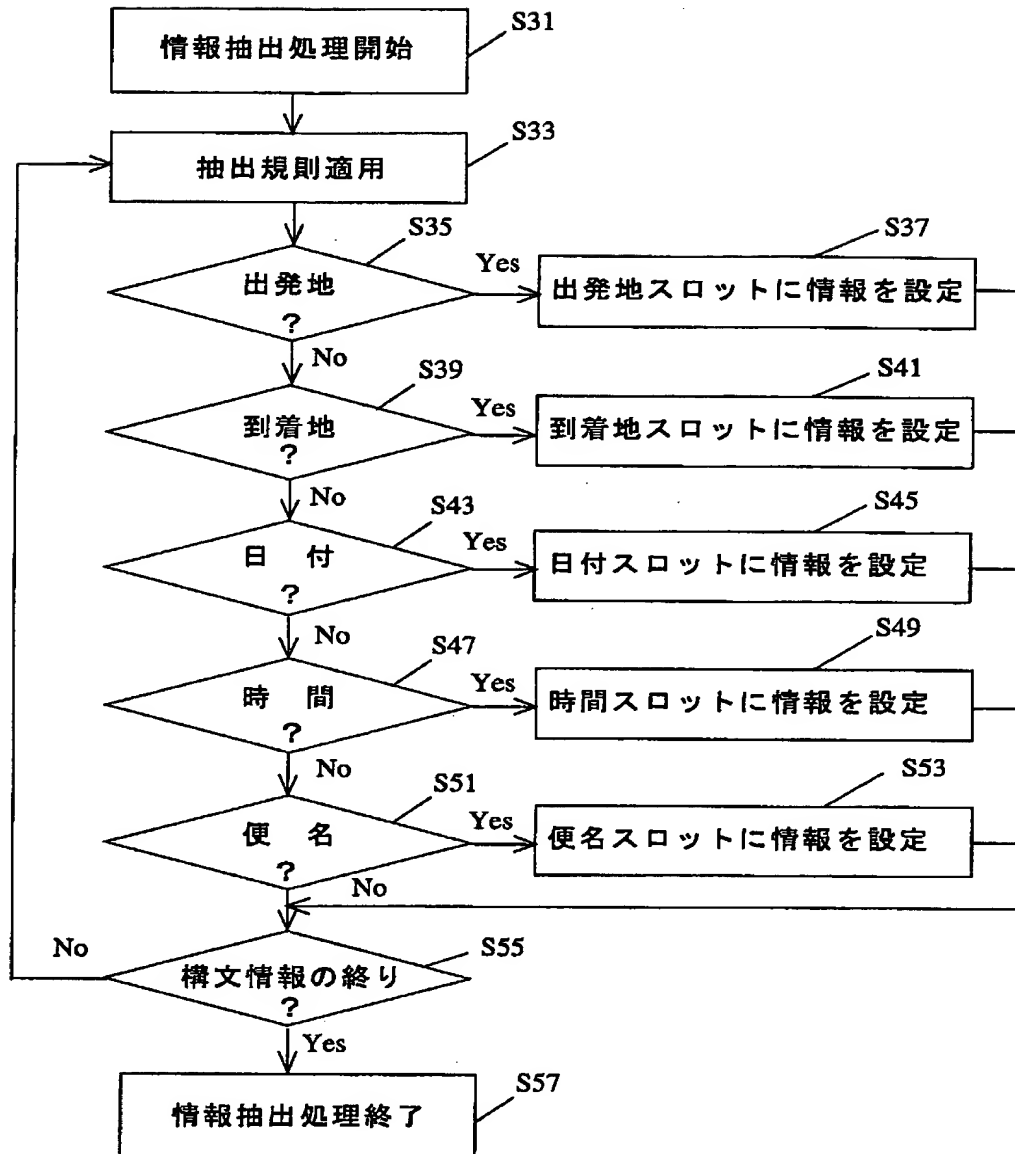 S31
情報抽出処理開始
S33
抽出規則適用
S35
出発地
?
Yes
S37
出発地スロットに情報を設定
No
S39
到着地
?
Yes
S41
到着地スロットに情報を設定
No
S43
日 付
?
Yes
S45
日付スロットに情報を設定
No
S47
時 間
?
Yes
S49
時間スロットに情報を設定
No
S51
便 名
?
Yes
S53
便名スロットに情報を設定
No
S55
構文情報の終り
?
No
Yes
S57
情報抽出処理終了